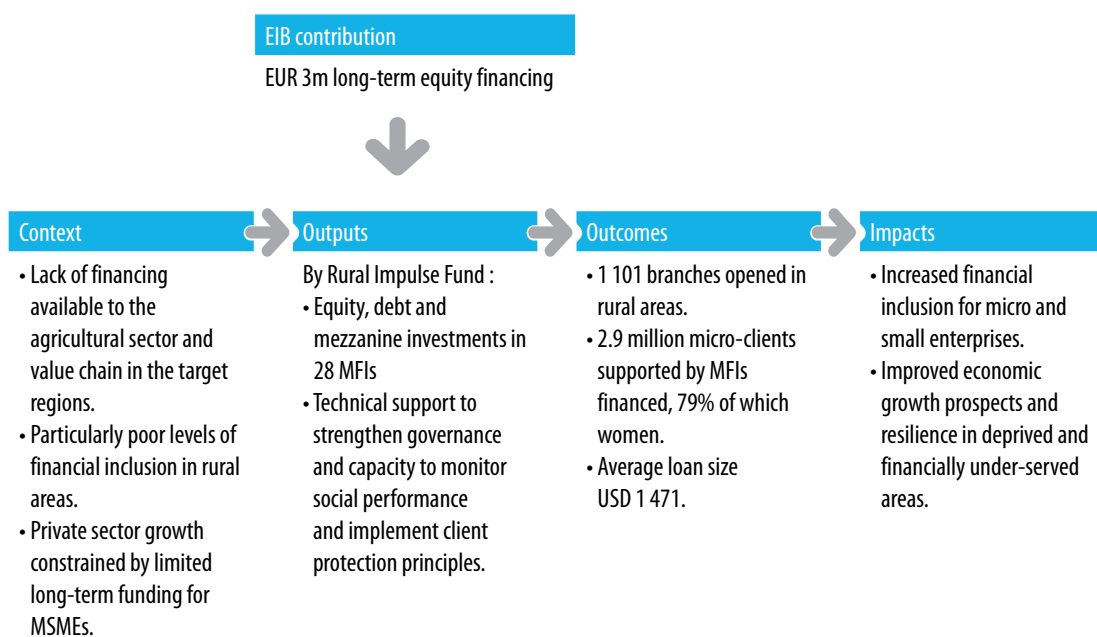 EIB contribution
EUR 3m long-term equity financing
Context
• Lack of financing
available to the
agricultural sector and
value chain in the target
regions.
• Particularly poor levels of
financial inclusion in rural
areas.
• Private sector growth
constrained by limited
long-term funding for
MSMEs.
Outputs
By Rural Impulse Fund :
• Equity, debt and
mezzanine investments in
28 MFIs
• Technical support to
strengthen governance
and capacity to monitor
social performance
and implement client
protection principles.
Outcomes
• 1 101 branches opened in
rural areas.
• 2.9 million micro-clients
supported by MFIs
financed, 79% of which
women.
• Average loan size
USD 1 471.
Impacts
• Increased financial
inclusion for micro and
small enterprises.
• Improved economic
growth prospects and
resilience in deprived and
financially under-served
areas.